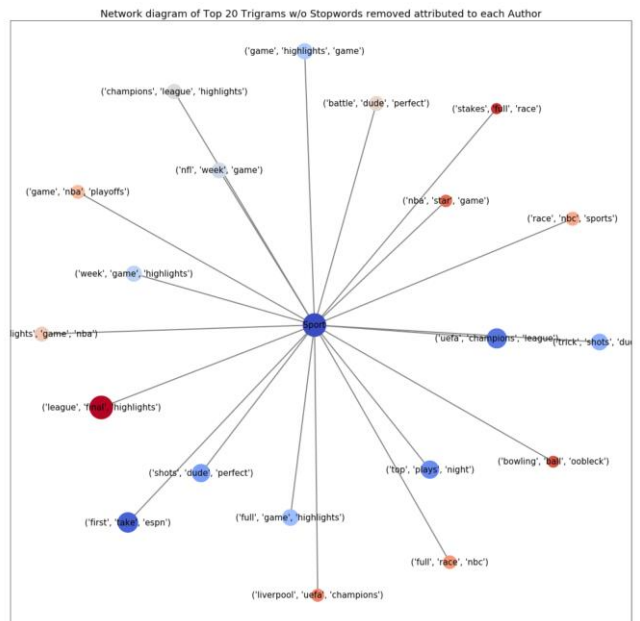 Network diagram of Top 20 Trigrams w/o Stopwords removed attributed to each Author
('game', 'highlights', 'game')
('champions', 'league', 'highlights')
('battle', 'dude', 'perfect')
('stakes', 'full', 'race')
('nfl', 'week', 'game')
('game', 'nba', 'playoffs')
('nba', 'star', 'game')
('race', 'nbc', 'sports')
('week', 'game', 'highlights')
Sport
lights', 'game', 'nba')
('uefa', 'champions', 'league')
('trick', 'shots', 'du
('league', 'final', 'highlights')
('bowling', 'ball', 'oobleck')
('shots', 'dude', 'perfect')
('top', 'plays', 'night')
('first', 'take', 'espn')
('full', 'game', 'highlights')
('full', 'race', 'nbc')
('liverpool', 'uefa', 'champions')